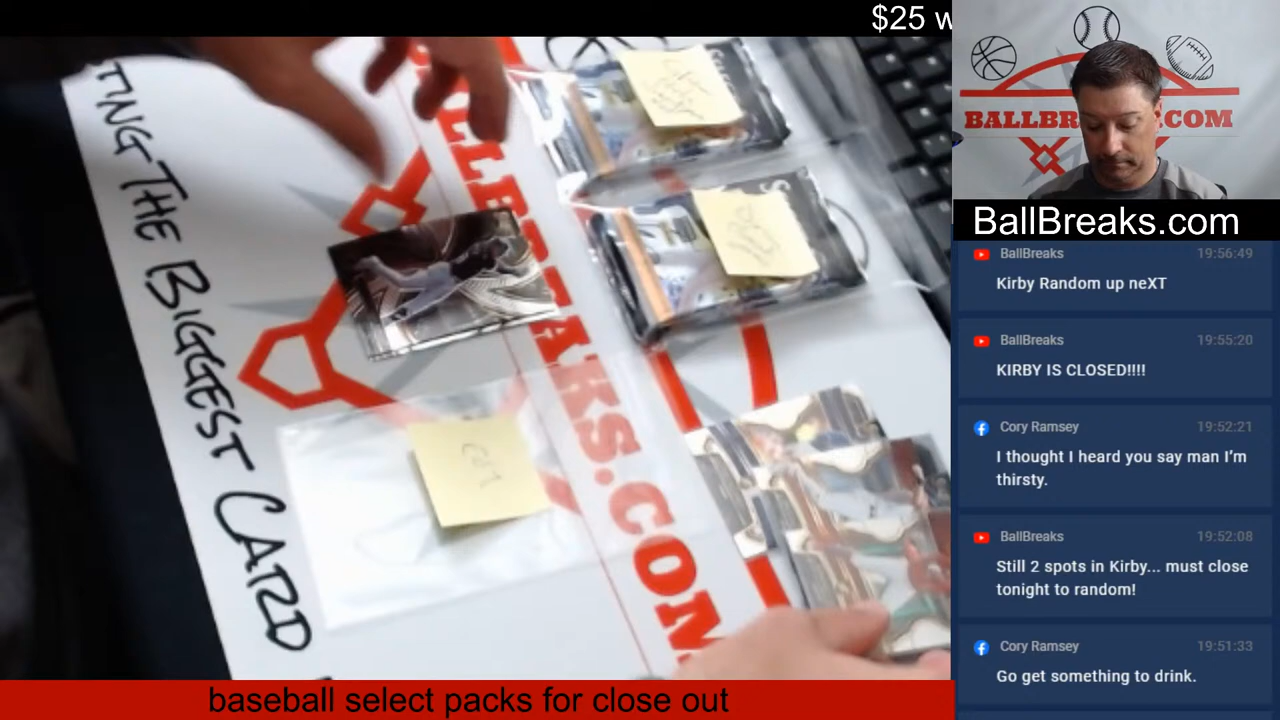 $25 w
TING THE BIGGEST CARD
BALLBREAKS.COM
BALLBR .COM
BallBreaks.com
BallBreaks 19:56:49
Kirby Random up neXT
BallBreaks 19:55:20
KIRBY IS CLOSED!!!!
Cory Ramsey 19:52:21
I thought I heard you say man I'm
thirsty.
BallBreaks 19:52:08
Still 2 spots in Kirby... must close
tonight to random!
Cory Ramsey 19:51:33
Go get something to drink.
baseball select packs for close out